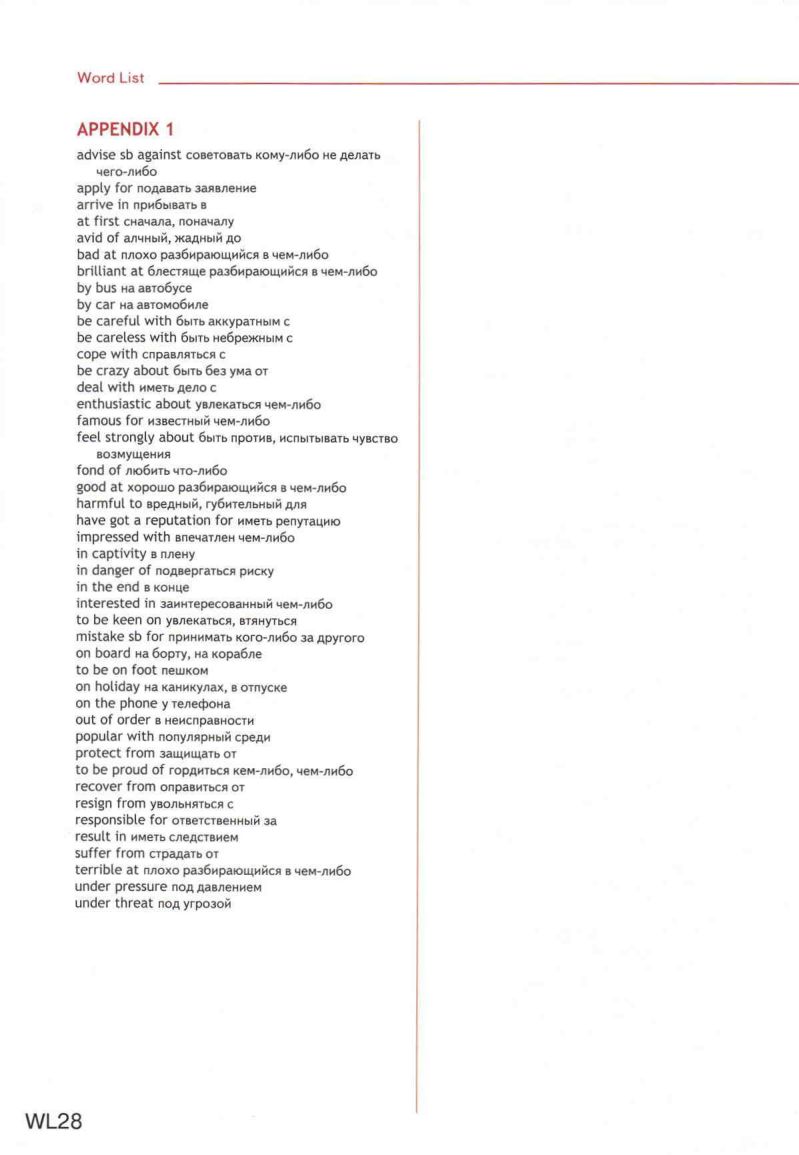 Word List
APPENDIX 1
advise sb against советовать кому-либо не делать
чего-либо
apply for подавать заявление
arrive in прибывать в
at first сначала, поначалу
avid of алчный, жадный до
bad at плохо разбирающийся в чем-либо
brilliant at блестяще разбирающийся в чем-либо
by bus на автобусе
by car на автомобиле
be careful with быть аккуратным с
be careless with быть небрежным с
cope with справляться с
be crazy about быть без ума от
deal with иметь дело с
enthusiastic about увлекаться чем-либо
famous for известный чем-либо
feel strongly about быть против, испытывать чувство
возмущения
fond of любить что-либо
good at хорошо разбирающийся в чем-либо
harmful to вредный, губительный для
have got a reputation for иметь репутацию
impressed with впечатлен чем-либо
in captivity в плену
in danger of подвергаться риску
in the end в конце
interested in заинтересованный чем-либо
to be keen on увлекаться, втянуться
mistake sb for принимать кого-либо за другого
on board на борту, на корабле
to be on foot пешком
on holiday на каникулах, в отпуске
on the phone у телефона
out of order в неисправности
popular with популярный среди
protect from защищать от
to be proud of гордиться кем-либо, чем-либо
recover from оправиться от
resign from увольняться с
responsible for ответственный за
result in иметь следствием
suffer from страдать от
terrible at плохо разбирающийся в чем-либо
under pressure под давлением
under threat под угрозой
WL28